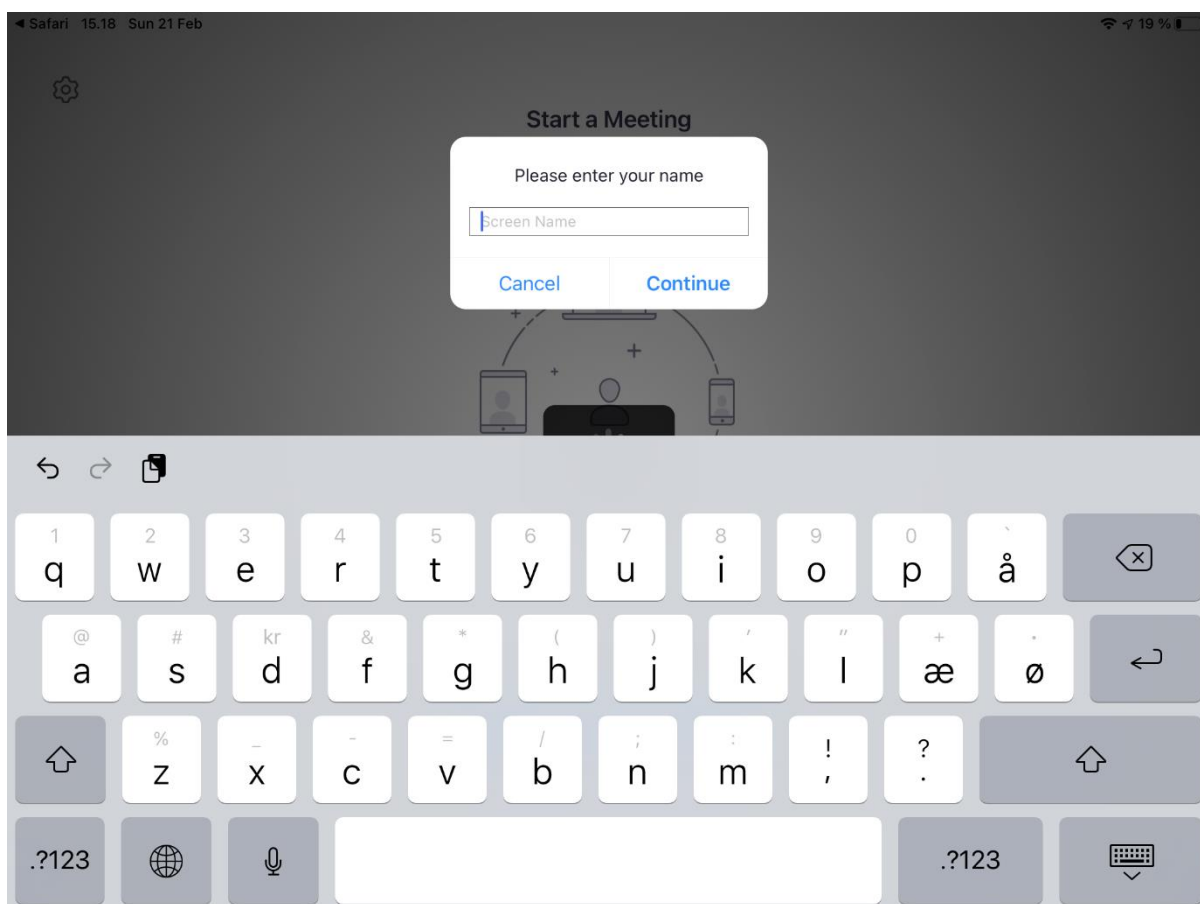 Safari 15.18 Sun 21 Feb 19 %
Start a Meeting
Please enter your name
Screen Name
Cancel Continue
1 2 3 4 5 6 7 8 9 0 `
q w e r t y u i o p å
@ # kr & * ( ) ' " + ·
a s d f g h j k l æ ø
% _ - = / ; : ! ?
z x c v b n m , .
.?123 .?123